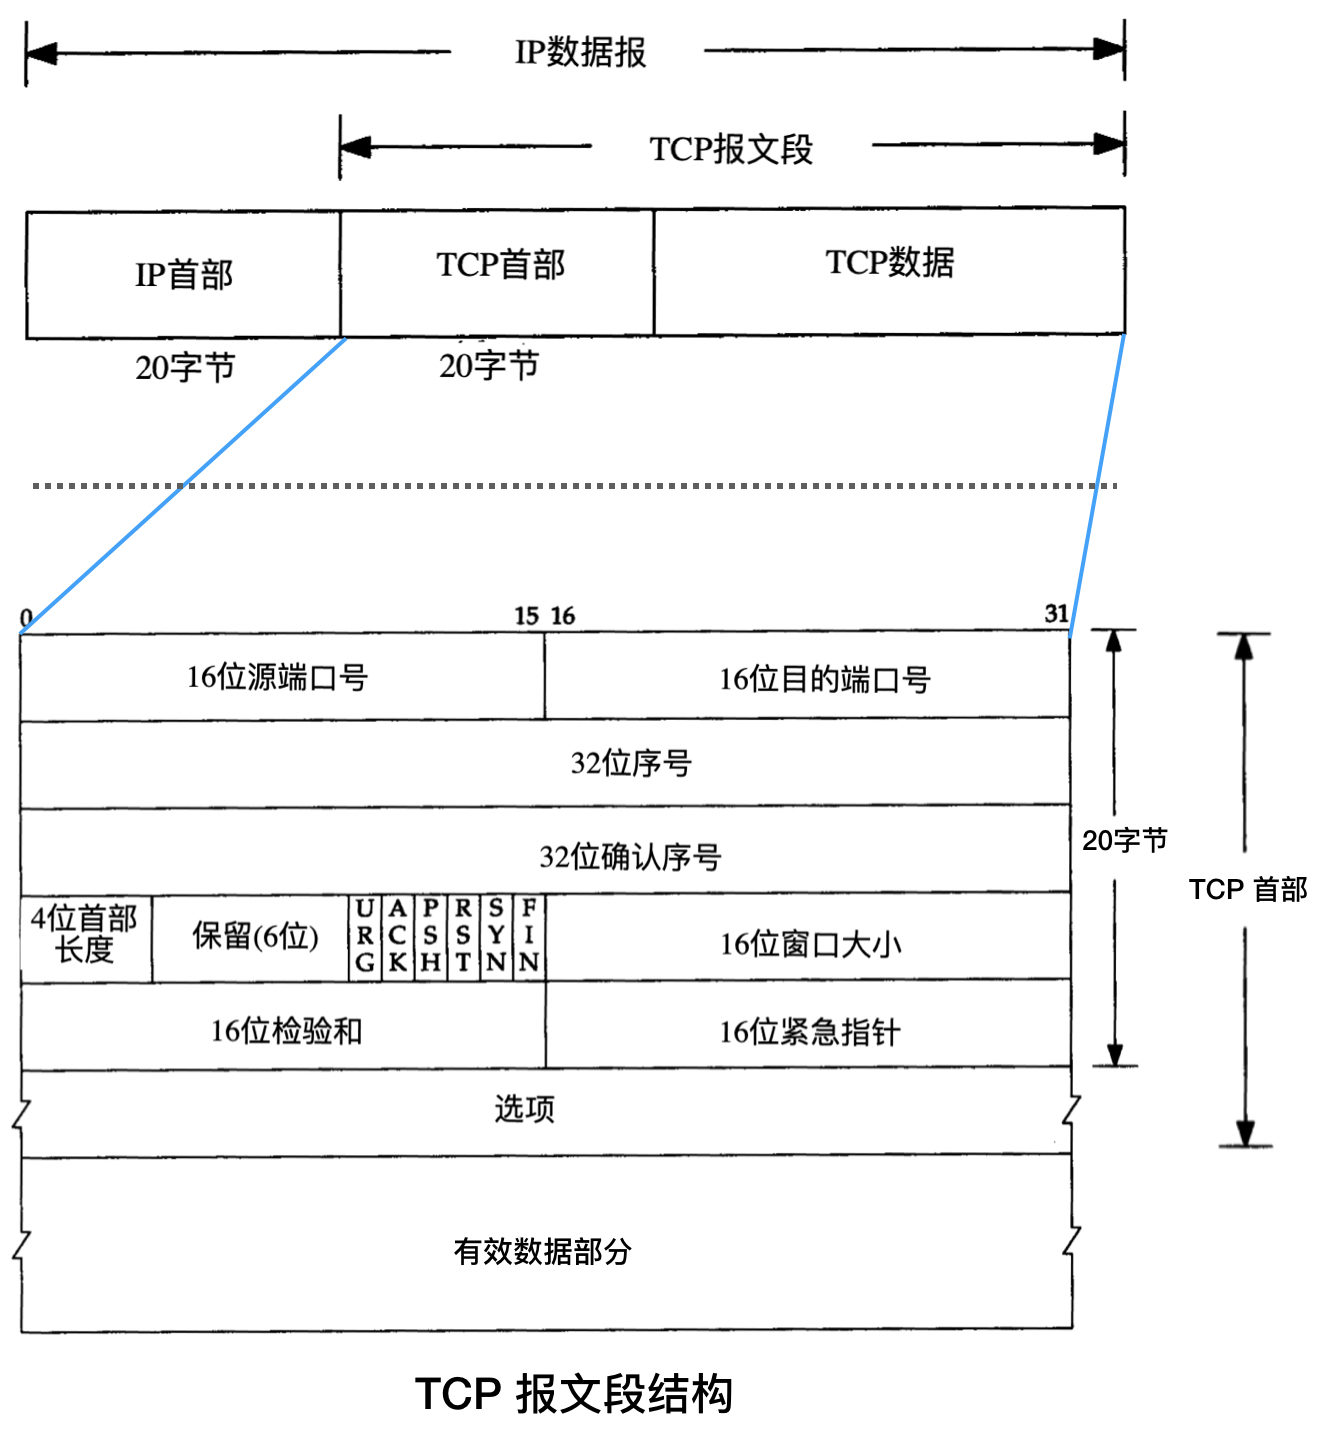 IP数据报
TCP报文段
IP首部
TCP首部
TCP数据
20字节
20字节
0
15
16
31
16位源端口号
16位目的端口号
32位序号
32位确认序号
20字节
TCP 首部
4位首部
长度
保留(6位)
URG
ACK
PSH
RST
SYN
FIN
16位窗口大小
16位检验和
16位紧急指针
选项
有效数据部分
TCP 报文段结构